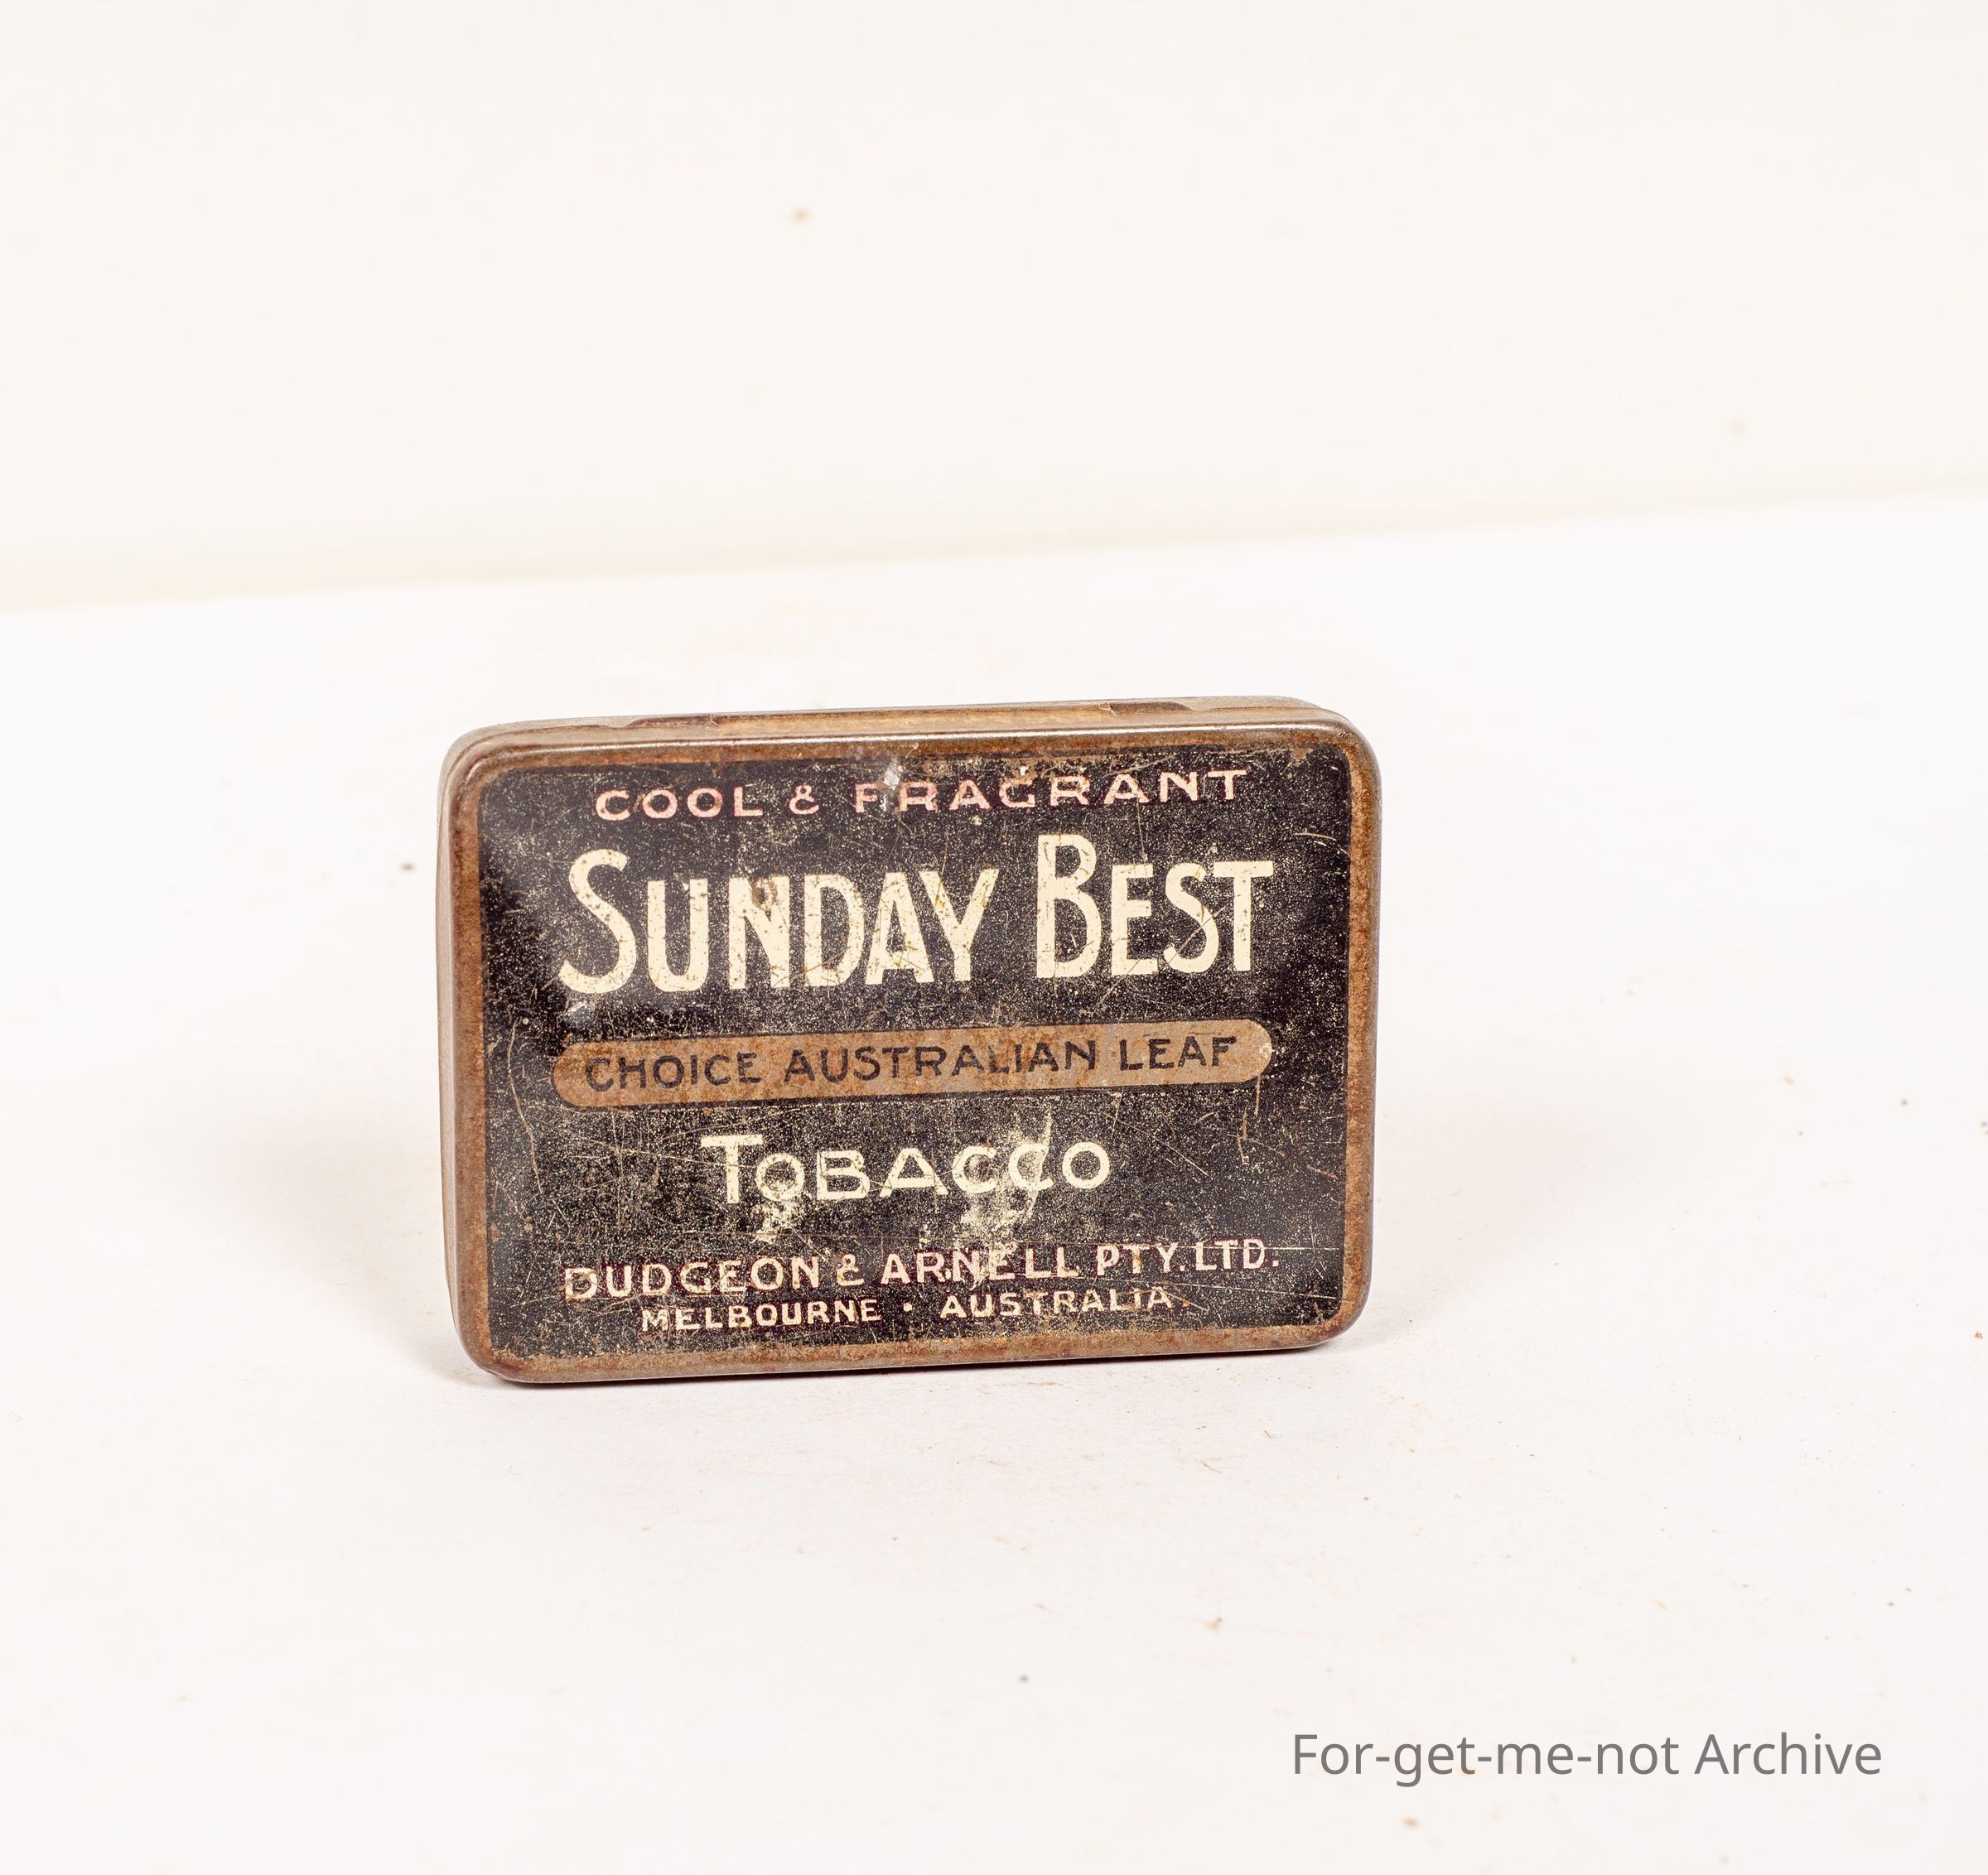 COOL & FRAGRANT
SUNDAY BEST
CHOICE AUSTRALIAN LEAF
TOBACCO
DUDGEON & ARNELL PTY. LTD.
MELBOURNE · AUSTRALIA.
For-get-me-not Archive